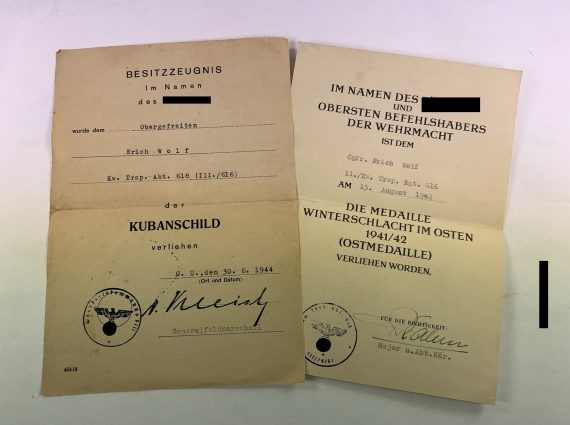 BESITZZEUGNIS
Im Namen
des
wurde dem Obergefreiten
Erich Wolf
Kw. Trsp. Abt. 618 (III./616)
der
KUBANSCHILD
verliehen
O. U., den 30. 6. 1944
(Ort und Datum)
Generalfeldmarschall
40418
IM NAMEN DES
UND
OBERSTEN BEFEHLSHABERS
DER WEHRMACHT
IST DEM
Ogfr. Erich Wolf
11./Kw. Trsp. Rgt. 616
AM 15. August 1942
DIE MEDAILLE
WINTERSCHLACHT IM OSTEN
1941/42
(OSTMEDAILLE)
VERLIEHEN WORDEN.
FÜR DIE RICHTIGKEIT:
Major u. Abt. Kdr.